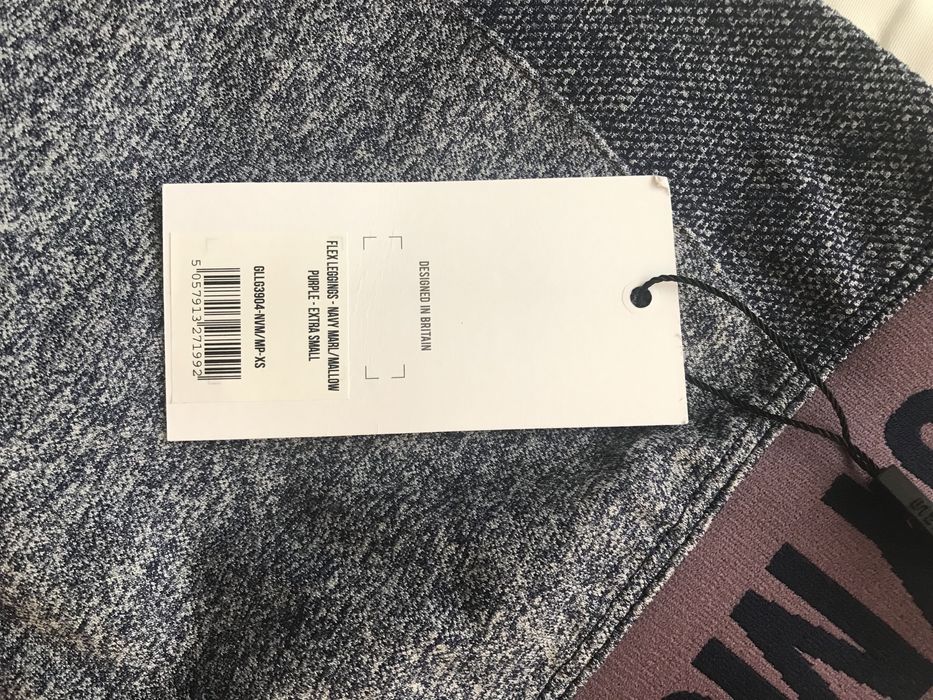 DESIGNED IN BRITAIN
FLEX LEGGINGS - NAVY MARL/MALLOW
PURPLE - EXTRA SMALL
GLLG3904-NVM/MP-XS
5 057913 271992